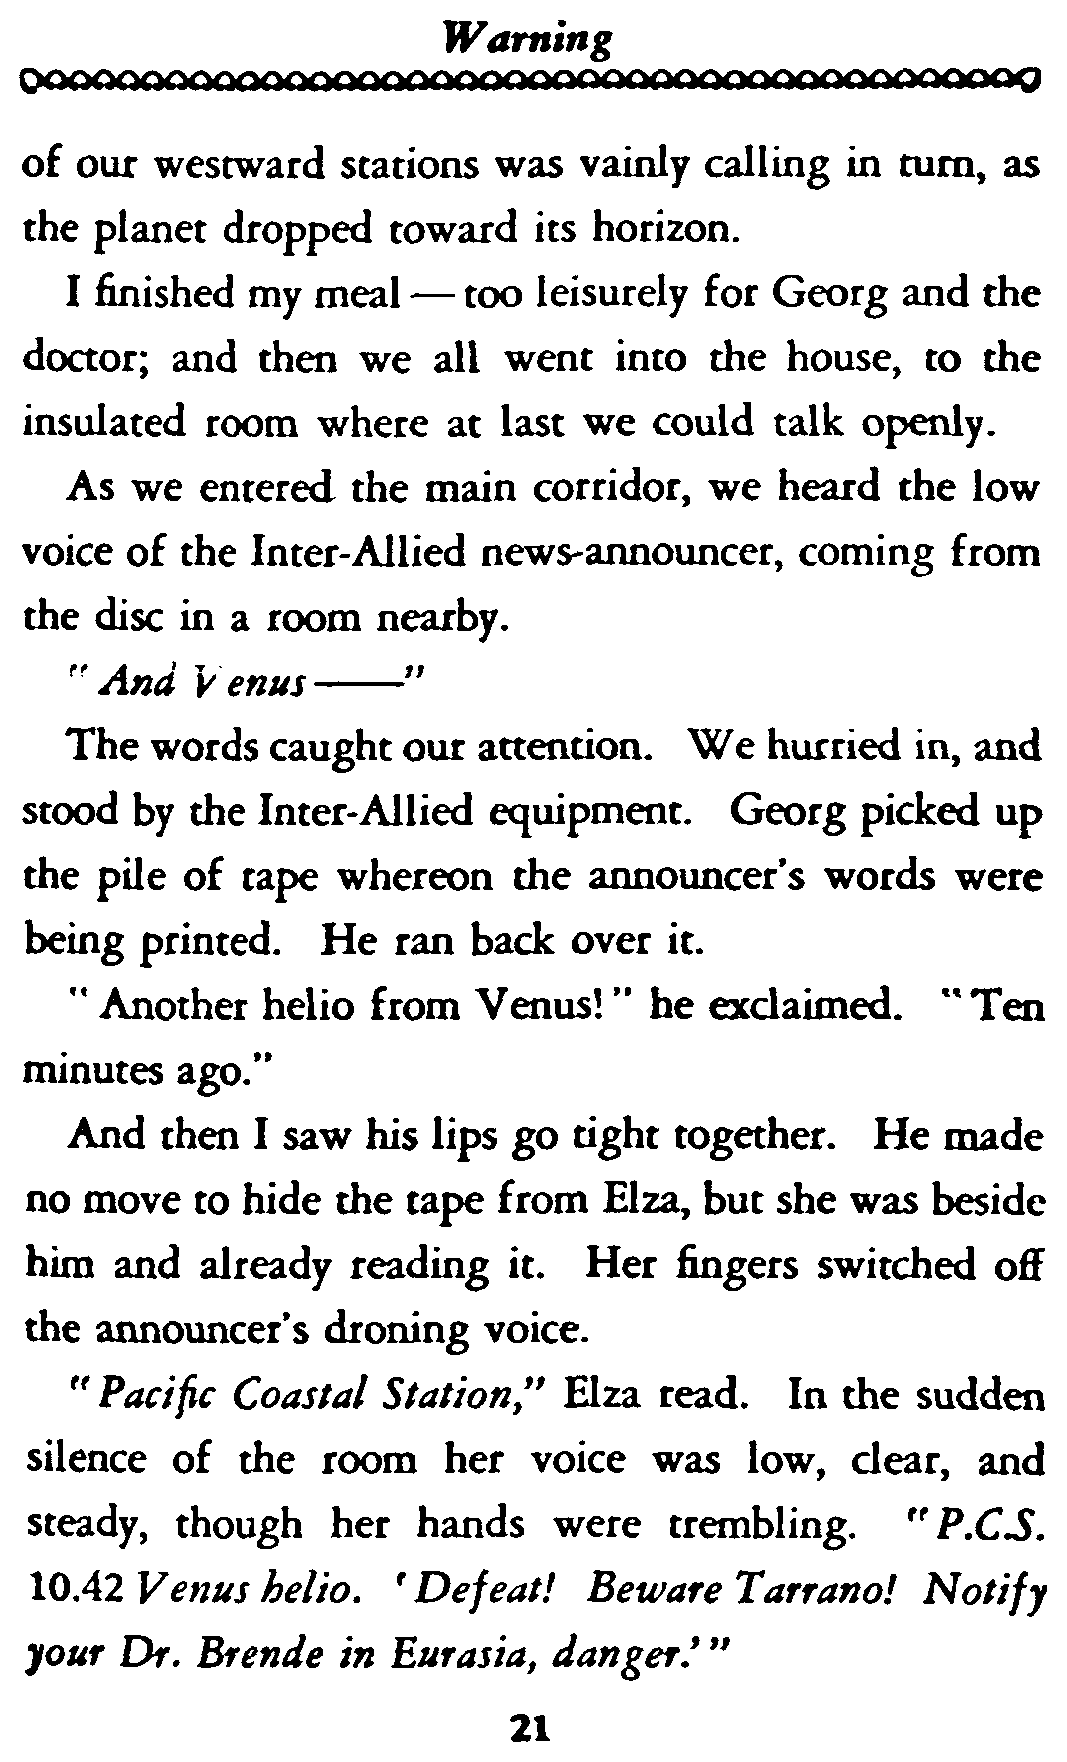 Warning
of our westward stations was vainly calling in turn, as
the planet dropped toward its horizon.
I finished my meal — too leisurely for Georg and the
doctor; and then we all went into the house, to the
insulated room where at last we could talk openly.
As we entered the main corridor, we heard the low
voice of the Inter-Allied news-announcer, coming from
the disc in a room nearby.
"And Venus——"
The words caught our attention. We hurried in, and
stood by the Inter-Allied equipment. Georg picked up
the pile of tape whereon the announcer's words were
being printed. He ran back over it.
"Another helio from Venus!" he exclaimed. "Ten
minutes ago."
And then I saw his lips go tight together. He made
no move to hide the tape from Elza, but she was beside
him and already reading it. Her fingers switched off
the announcer's droning voice.
"Pacific Coastal Station," Elza read. In the sudden
silence of the room her voice was low, clear, and
steady, though her hands were trembling. "P.C.S.
10.42 Venus helio. 'Defeat! Beware Tarrano! Notify
your Dr. Brende in Eurasia, danger.'"
21